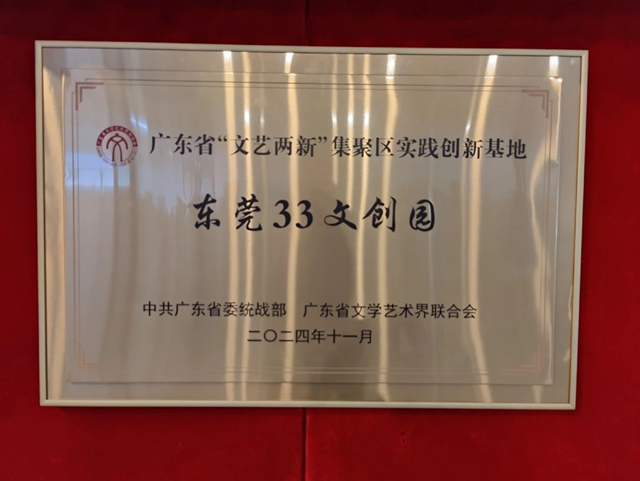 广东省“文艺两新”集聚区实践创新基地
东莞33文创园
中共广东省委统战部 广东省文学艺术界联合会
二〇二四年十一月